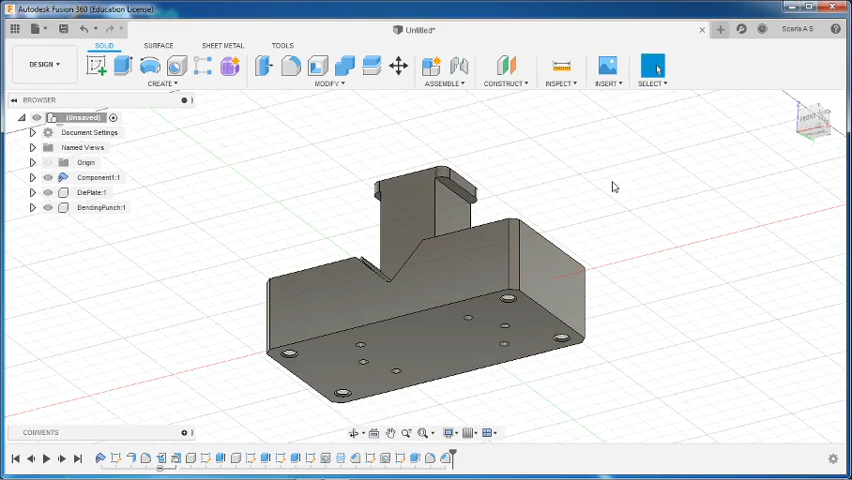 Autodesk Fusion 360 (Education License)
Untitled*
Scaria A S
SOLID SURFACE SHEET METAL TOOLS
DESIGN
CREATE MODIFY ASSEMBLE CONSTRUCT INSPECT INSERT SELECT
BROWSER
(Unsaved)
Document Settings
Named Views
Origin
Component1:1
DiePlate:1
BendingPunch:1
FRONT
COMMENTS